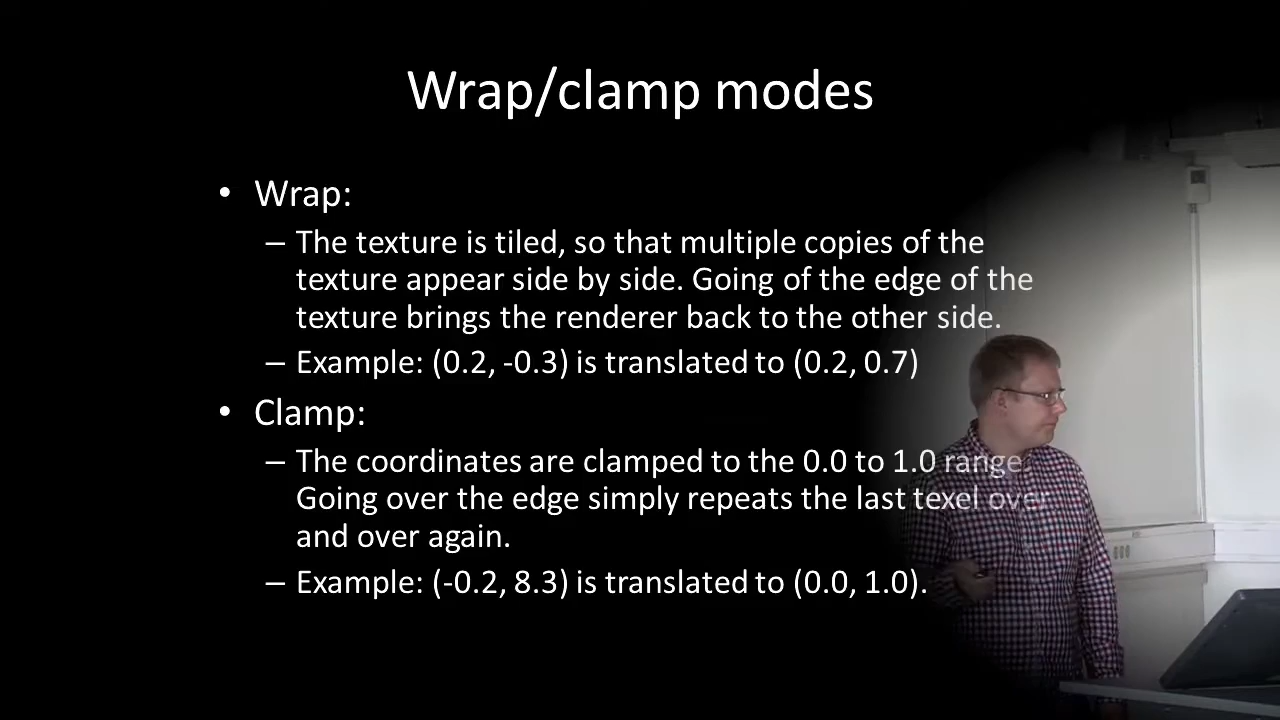 Wrap/clamp modes
• Wrap:
– The texture is tiled, so that multiple copies of the
texture appear side by side. Going of the edge of the
texture brings the renderer back to the other side.
– Example: (0.2, -0.3) is translated to (0.2, 0.7)
• Clamp:
– The coordinates are clamped to the 0.0 to 1.0 range.
Going over the edge simply repeats the last texel over
and over again.
– Example: (-0.2, 8.3) is translated to (0.0, 1.0).